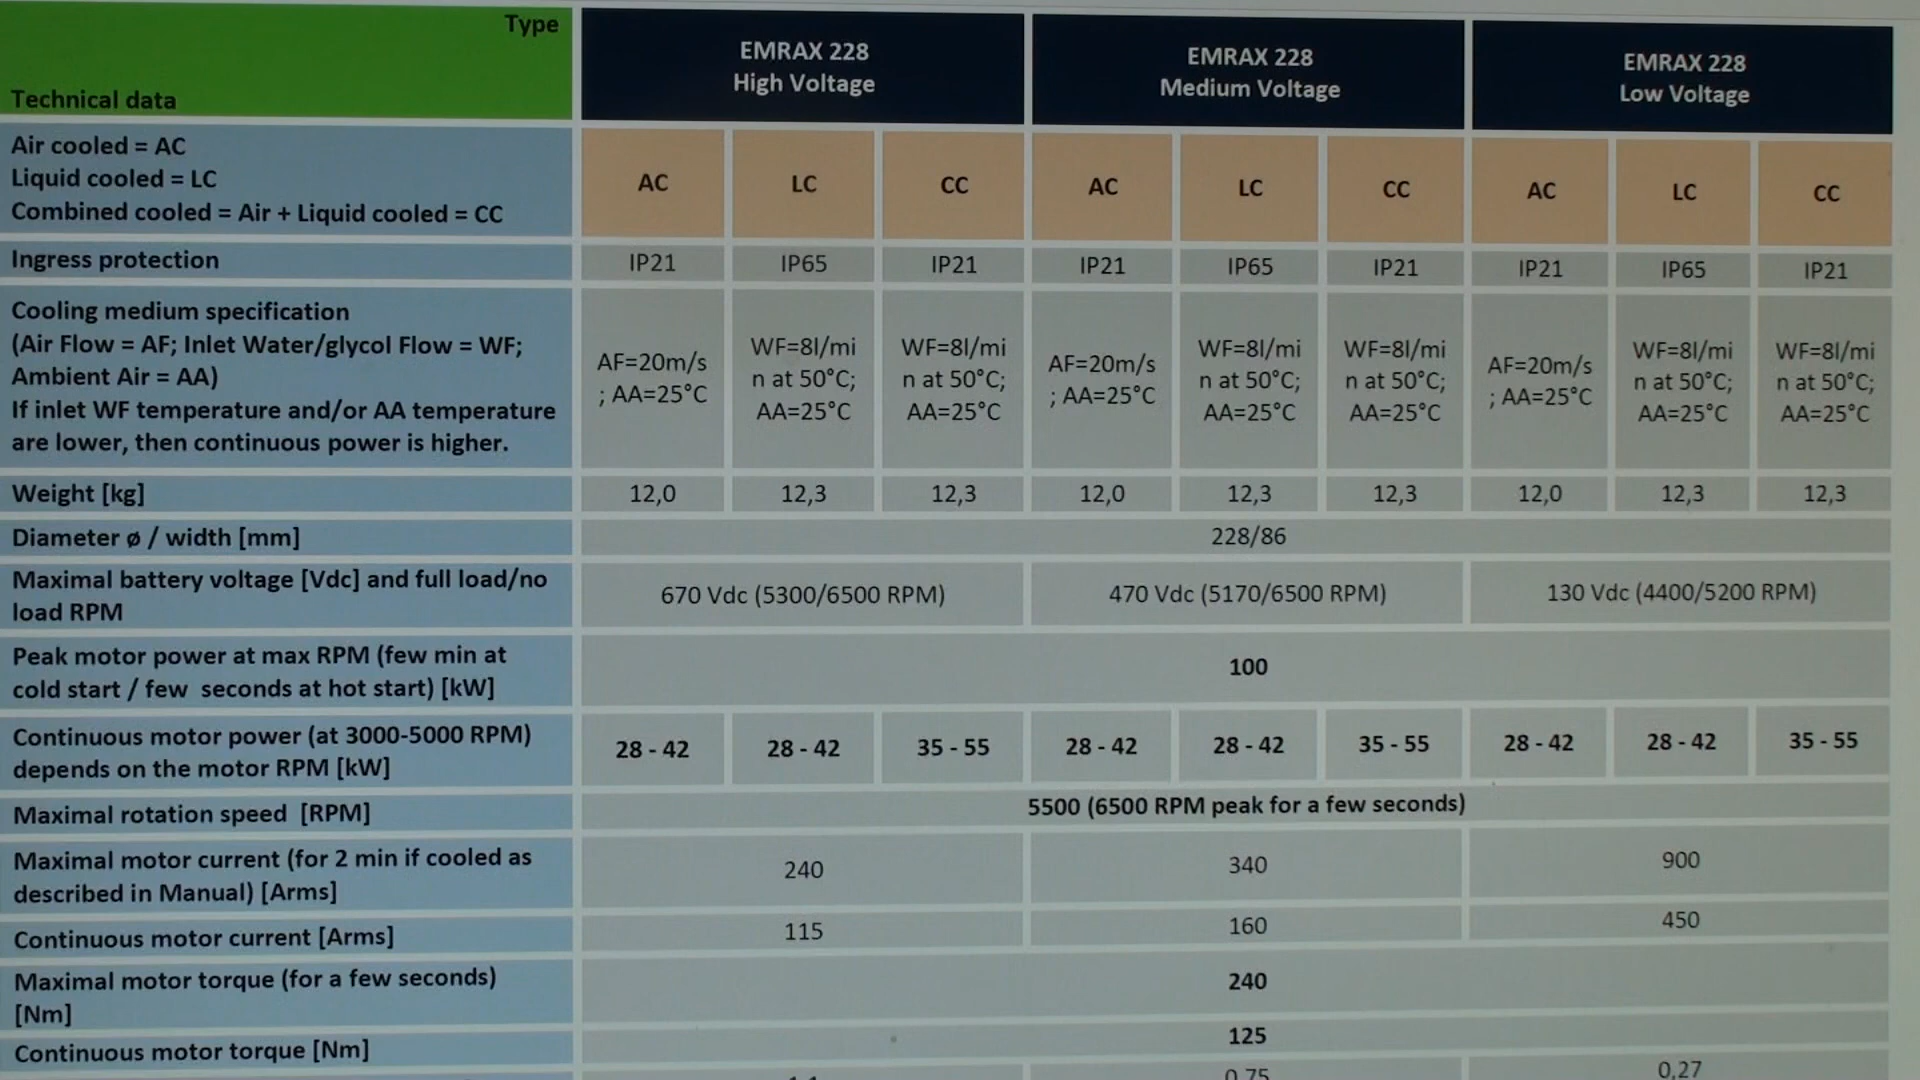 Type
Technical data
EMRAX 228
High Voltage
EMRAX 228
Medium Voltage
EMRAX 228
Low Voltage
Air cooled = AC
Liquid cooled = LC
Combined cooled = Air + Liquid cooled = CC
AC LC CC AC LC CC AC LC CC
Ingress protection
IP21 IP65 IP21 IP21 IP65 IP21 IP21 IP65 IP21
Cooling medium specification
(Air Flow = AF; Inlet Water/glycol Flow = WF;
Ambient Air = AA)
If inlet WF temperature and/or AA temperature
are lower, then continuous power is higher.
AF=20m/s
; AA=25°C
WF=8l/mi
n at 50°C;
AA=25°C
WF=8l/mi
n at 50°C;
AA=25°C
AF=20m/s
; AA=25°C
WF=8l/mi
n at 50°C;
AA=25°C
WF=8l/mi
n at 50°C;
AA=25°C
AF=20m/s
; AA=25°C
WF=8l/mi
n at 50°C;
AA=25°C
WF=8l/mi
n at 50°C;
AA=25°C
Weight [kg]
12,0 12,3 12,3 12,0 12,3 12,3 12,0 12,3 12,3
Diameter ø / width [mm]
228/86
Maximal battery voltage [Vdc] and full load/no
load RPM
670 Vdc (5300/6500 RPM) 470 Vdc (5170/6500 RPM) 130 Vdc (4400/5200 RPM)
Peak motor power at max RPM (few min at
cold start / few seconds at hot start) [kW]
100
Continuous motor power (at 3000-5000 RPM)
depends on the motor RPM [kW]
28 - 42 28 - 42 35 - 55 28 - 42 28 - 42 35 - 55 28 - 42 28 - 42 35 - 55
Maximal rotation speed [RPM]
5500 (6500 RPM peak for a few seconds)
Maximal motor current (for 2 min if cooled as
described in Manual) [Arms]
240 340 900
Continuous motor current [Arms]
115 160 450
Maximal motor torque (for a few seconds)
[Nm]
240
Continuous motor torque [Nm]
125
0,75 0,27